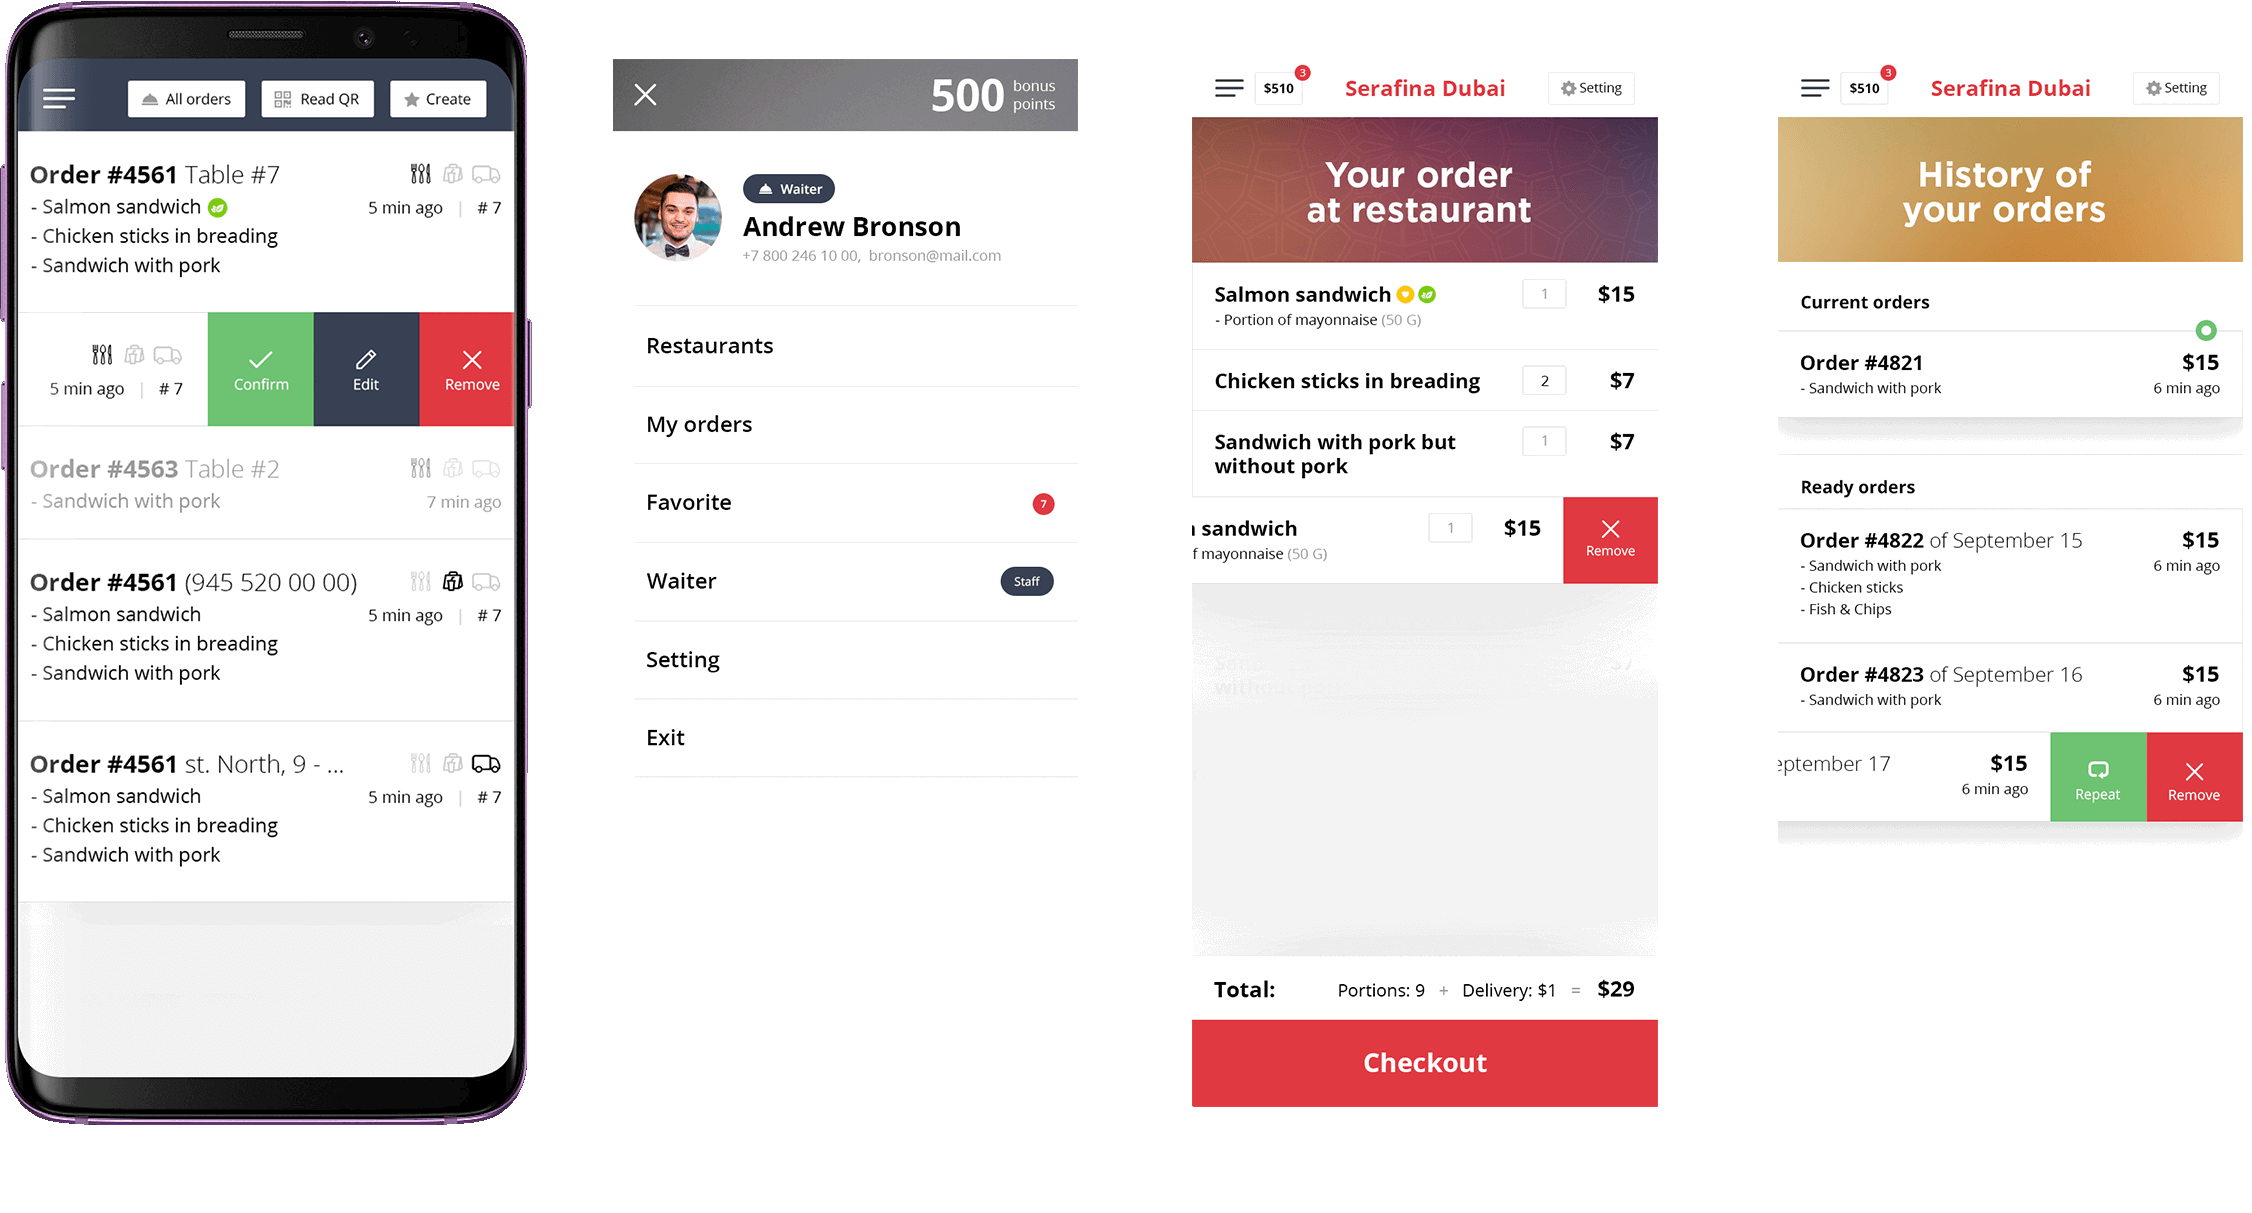 All orders
Read QR
Create
Order #4561 Table #7
- Salmon sandwich
5 min ago | # 7
- Chicken sticks in breading
- Sandwich with pork
5 min ago | # 7
Confirm
Edit
Remove
Order #4563 Table #2
- Sandwich with pork
7 min ago
Order #4561 (945 520 00 00)
- Salmon sandwich
5 min ago | # 7
- Chicken sticks in breading
- Sandwich with pork
Order #4561 st. North, 9 - ...
- Salmon sandwich
5 min ago | # 7
- Chicken sticks in breading
- Sandwich with pork
500 bonus points
Waiter
Andrew Bronson
+7 800 246 10 00, bronson@mail.com
Restaurants
My orders
Favorite
7
Waiter
Staff
Setting
Exit
$510
3
Serafina Dubai
Setting
Your order
at restaurant
Salmon sandwich
1
$15
- Portion of mayonnaise (50 G)
Chicken sticks in breading
2
$7
Sandwich with pork but
without pork
1
$7
n sandwich
1
$15
f mayonnaise (50 G)
Remove
Total:
Portions: 9 + Delivery: $1 = $29
Checkout
$510
3
Serafina Dubai
Setting
History of
your orders
Current orders
Order #4821
$15
- Sandwich with pork
6 min ago
Ready orders
Order #4822 of September 15
$15
- Sandwich with pork
6 min ago
- Chicken sticks
- Fish & Chips
Order #4823 of September 16
$15
- Sandwich with pork
6 min ago
eptember 17
$15
6 min ago
Repeat
Remove